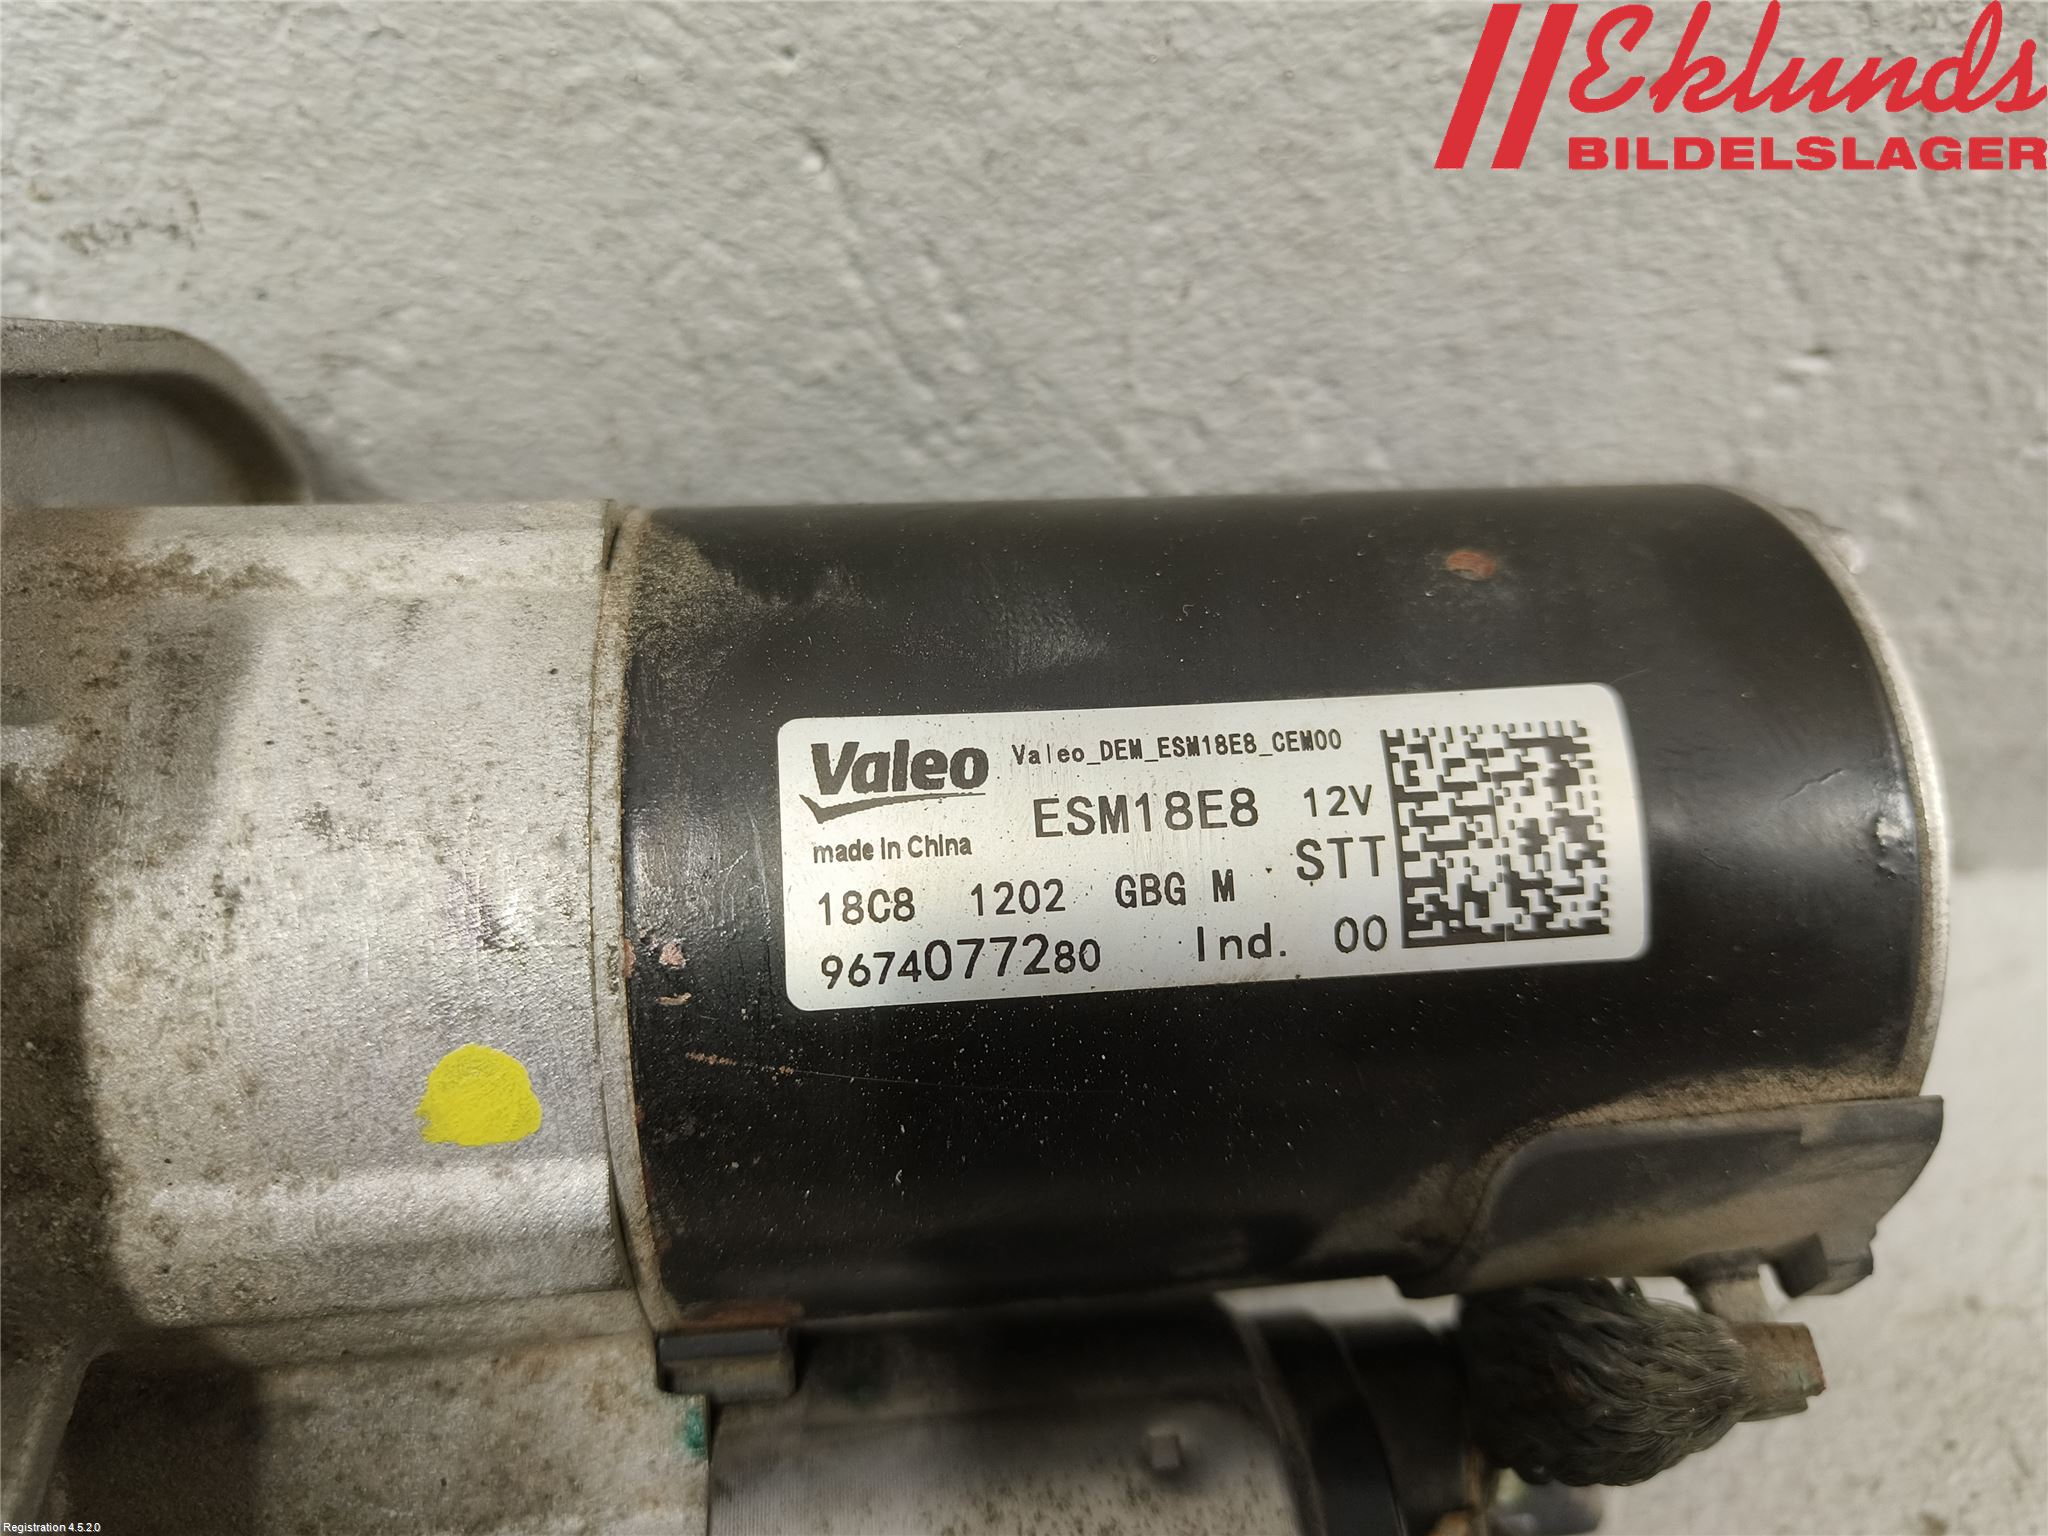 Eklunds
BILDELSLAGER
Valeo
Valeo_DEM_ESM18E8_CEM00
ESM18E8 12V
made in China
STT
18C8 1202 GBG M
9674077280 Ind. 00
Registration 4.5.2.0